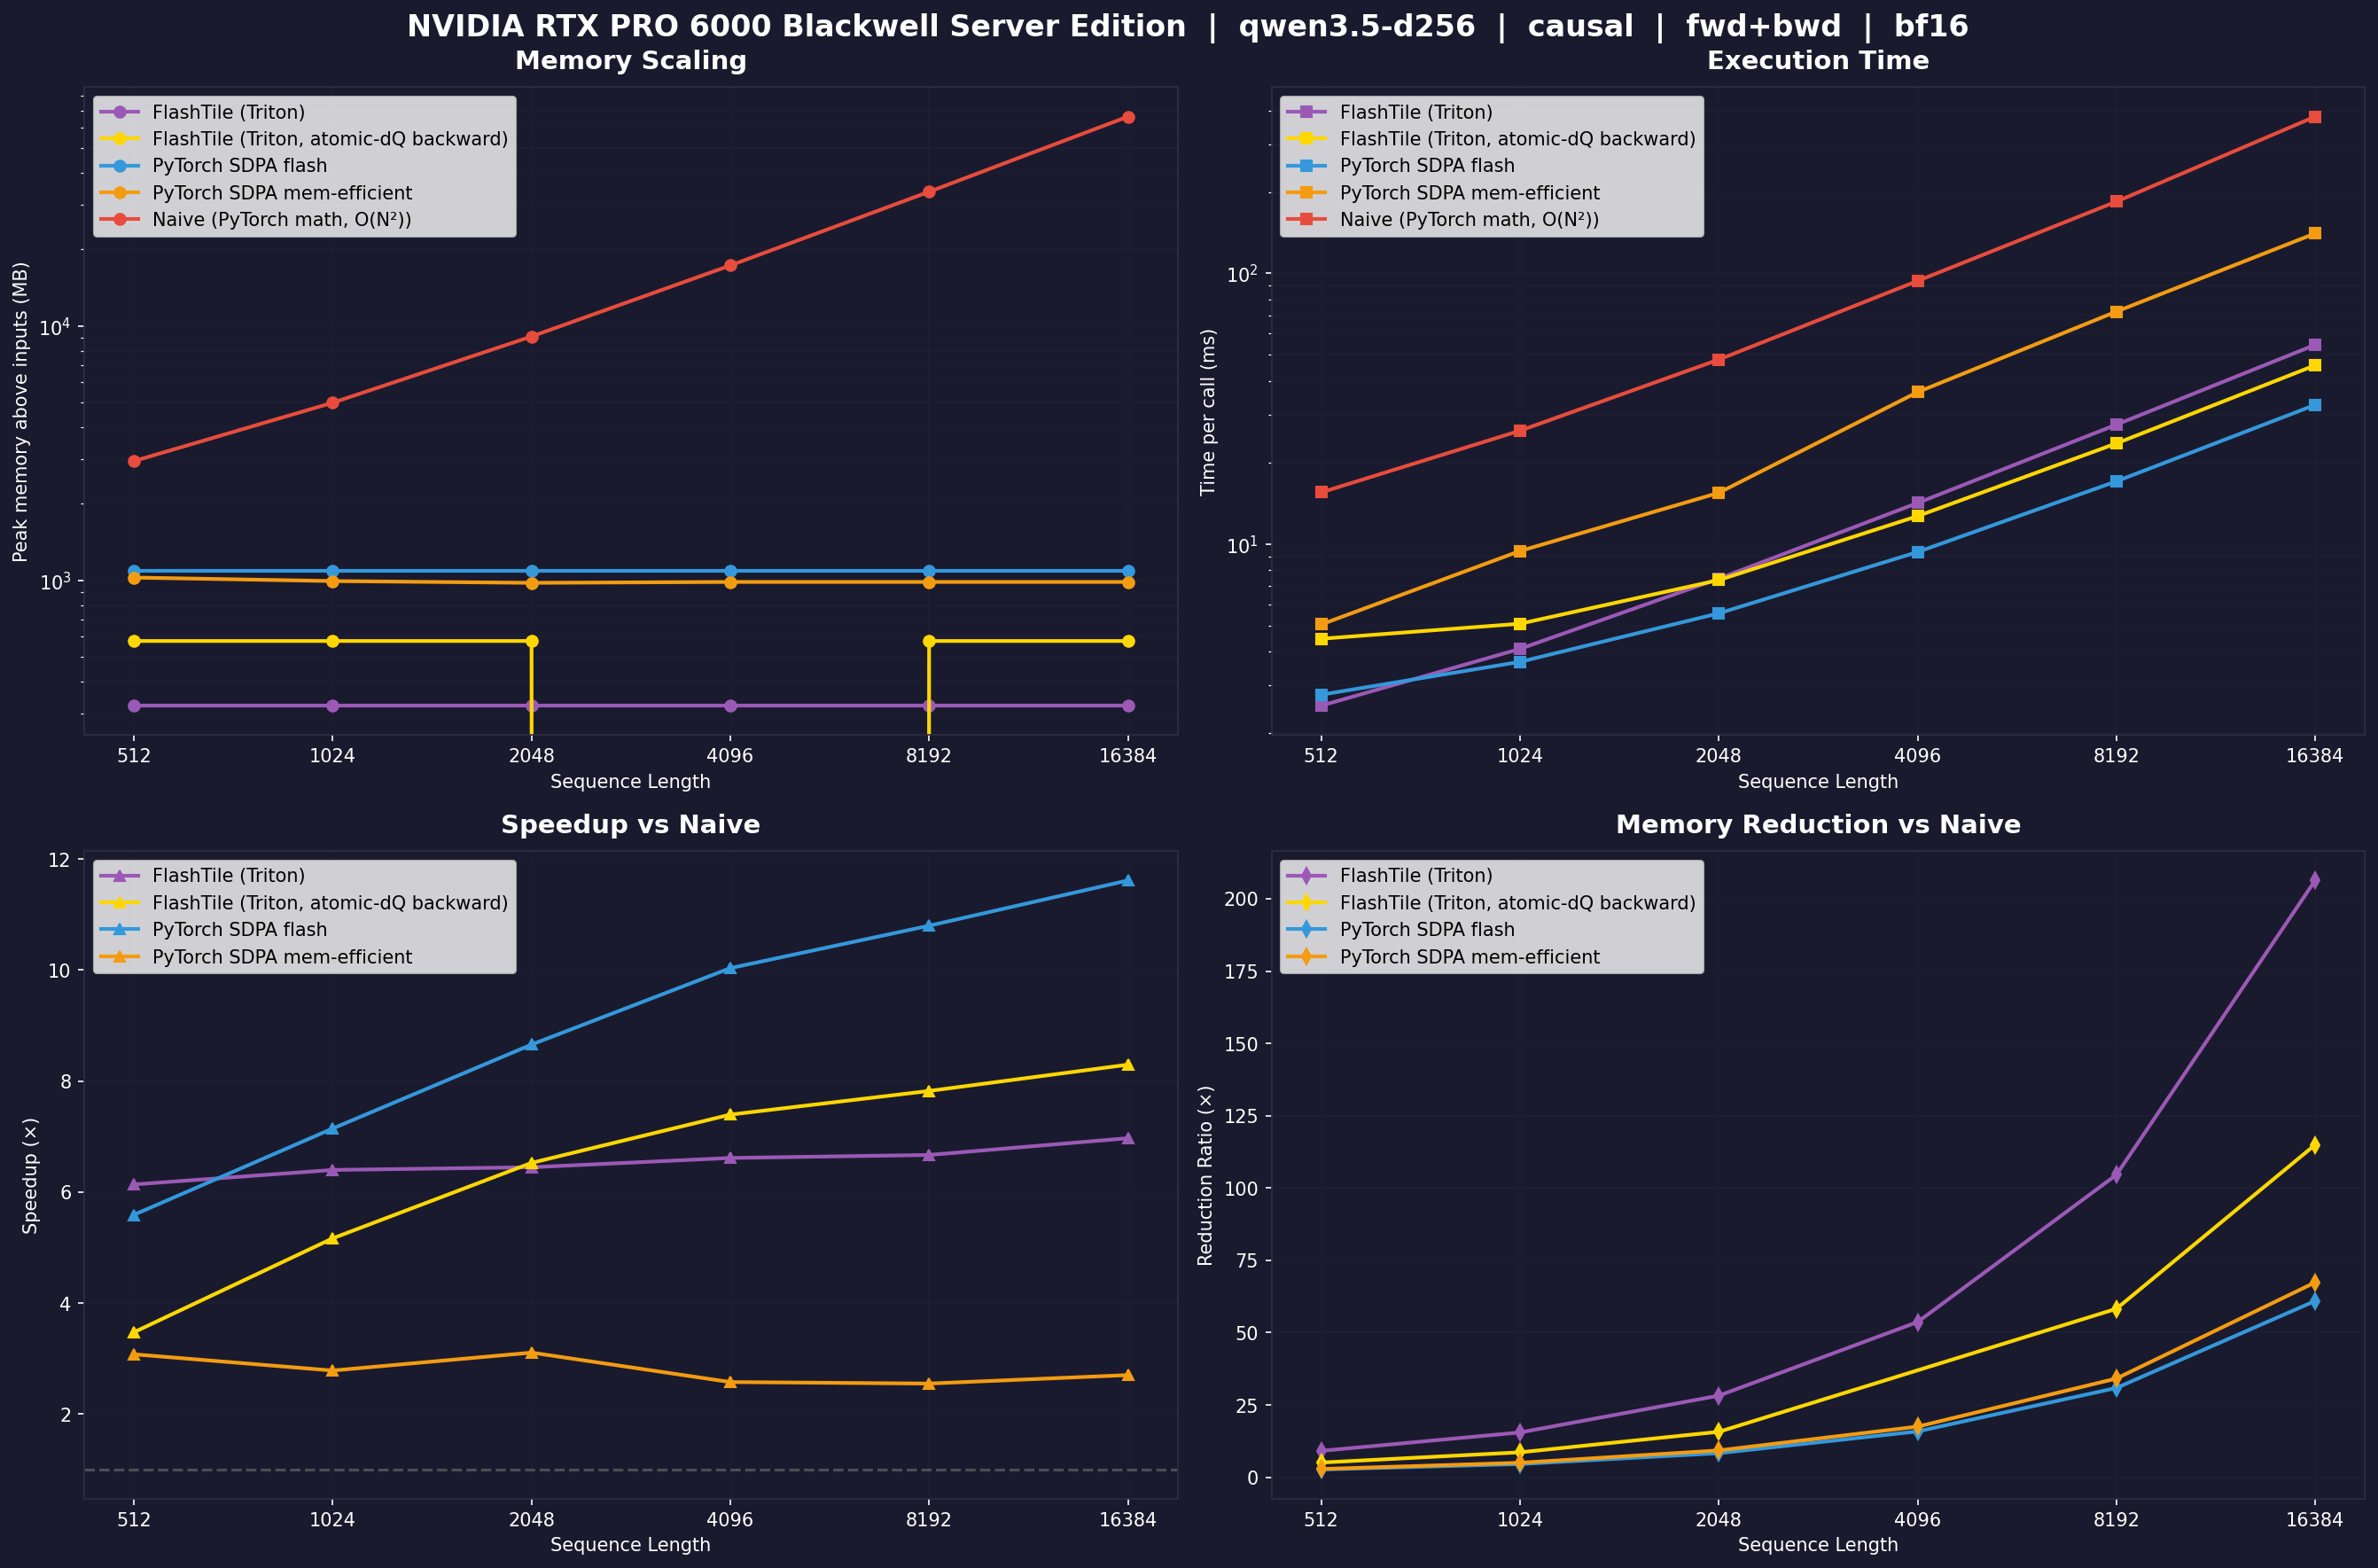 NVIDIA RTX PRO 6000 Blackwell Server Edition | qwen3.5-d256 | causal | fwd+bwd | bf16
Memory Scaling
FlashTile (Triton)
FlashTile (Triton, atomic-dQ backward)
PyTorch SDPA flash
PyTorch SDPA mem-efficient
Naive (PyTorch math, O(N²))
Peak memory above inputs (MB)
10⁴
10³
512 1024 2048 4096 8192 16384
Sequence Length
Execution Time
FlashTile (Triton)
FlashTile (Triton, atomic-dQ backward)
PyTorch SDPA flash
PyTorch SDPA mem-efficient
Naive (PyTorch math, O(N²))
Time per call (ms)
10²
10¹
512 1024 2048 4096 8192 16384
Sequence Length
Speedup vs Naive
FlashTile (Triton)
FlashTile (Triton, atomic-dQ backward)
PyTorch SDPA flash
PyTorch SDPA mem-efficient
Speedup (×)
12
10
8
6
4
2
512 1024 2048 4096 8192 16384
Sequence Length
Memory Reduction vs Naive
FlashTile (Triton)
FlashTile (Triton, atomic-dQ backward)
PyTorch SDPA flash
PyTorch SDPA mem-efficient
Reduction Ratio (×)
200
175
150
125
100
75
50
25
0
512 1024 2048 4096 8192 16384
Sequence Length